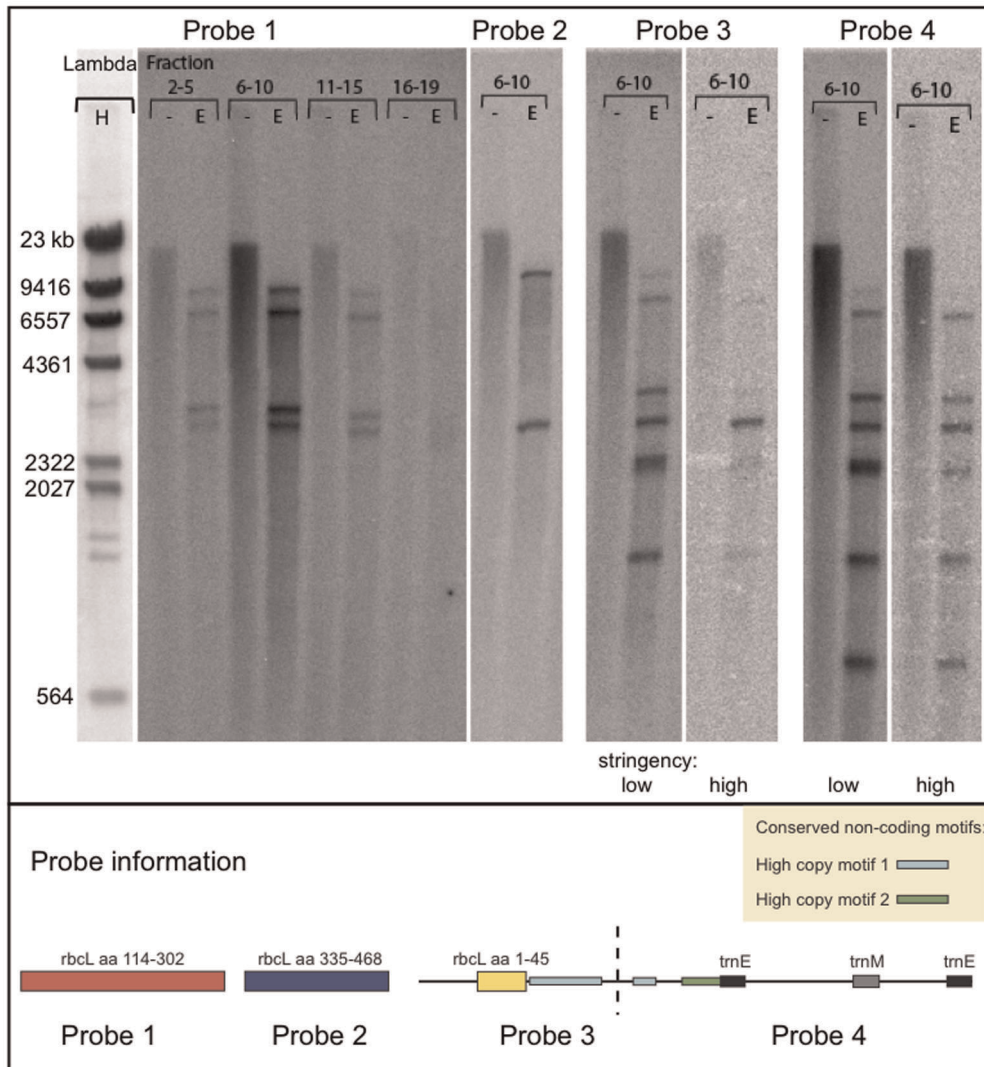 Probe 1 Probe 2 Probe 3 Probe 4
Lambda Fraction
2-5 6-10 11-15 16-19 6-10 6-10 6-10 6-10 6-10
H - E - E - E - E - E - E - E - E - E
23 kb
9416
6557
4361
2322
2027
564
stringency:
low high low high
Conserved non-coding motifs:
High copy motif 1
High copy motif 2
Probe information
rbcL aa 114-302 rbcL aa 335-468 rbcL aa 1-45 trnE trnM trnE
Probe 1 Probe 2 Probe 3 Probe 4